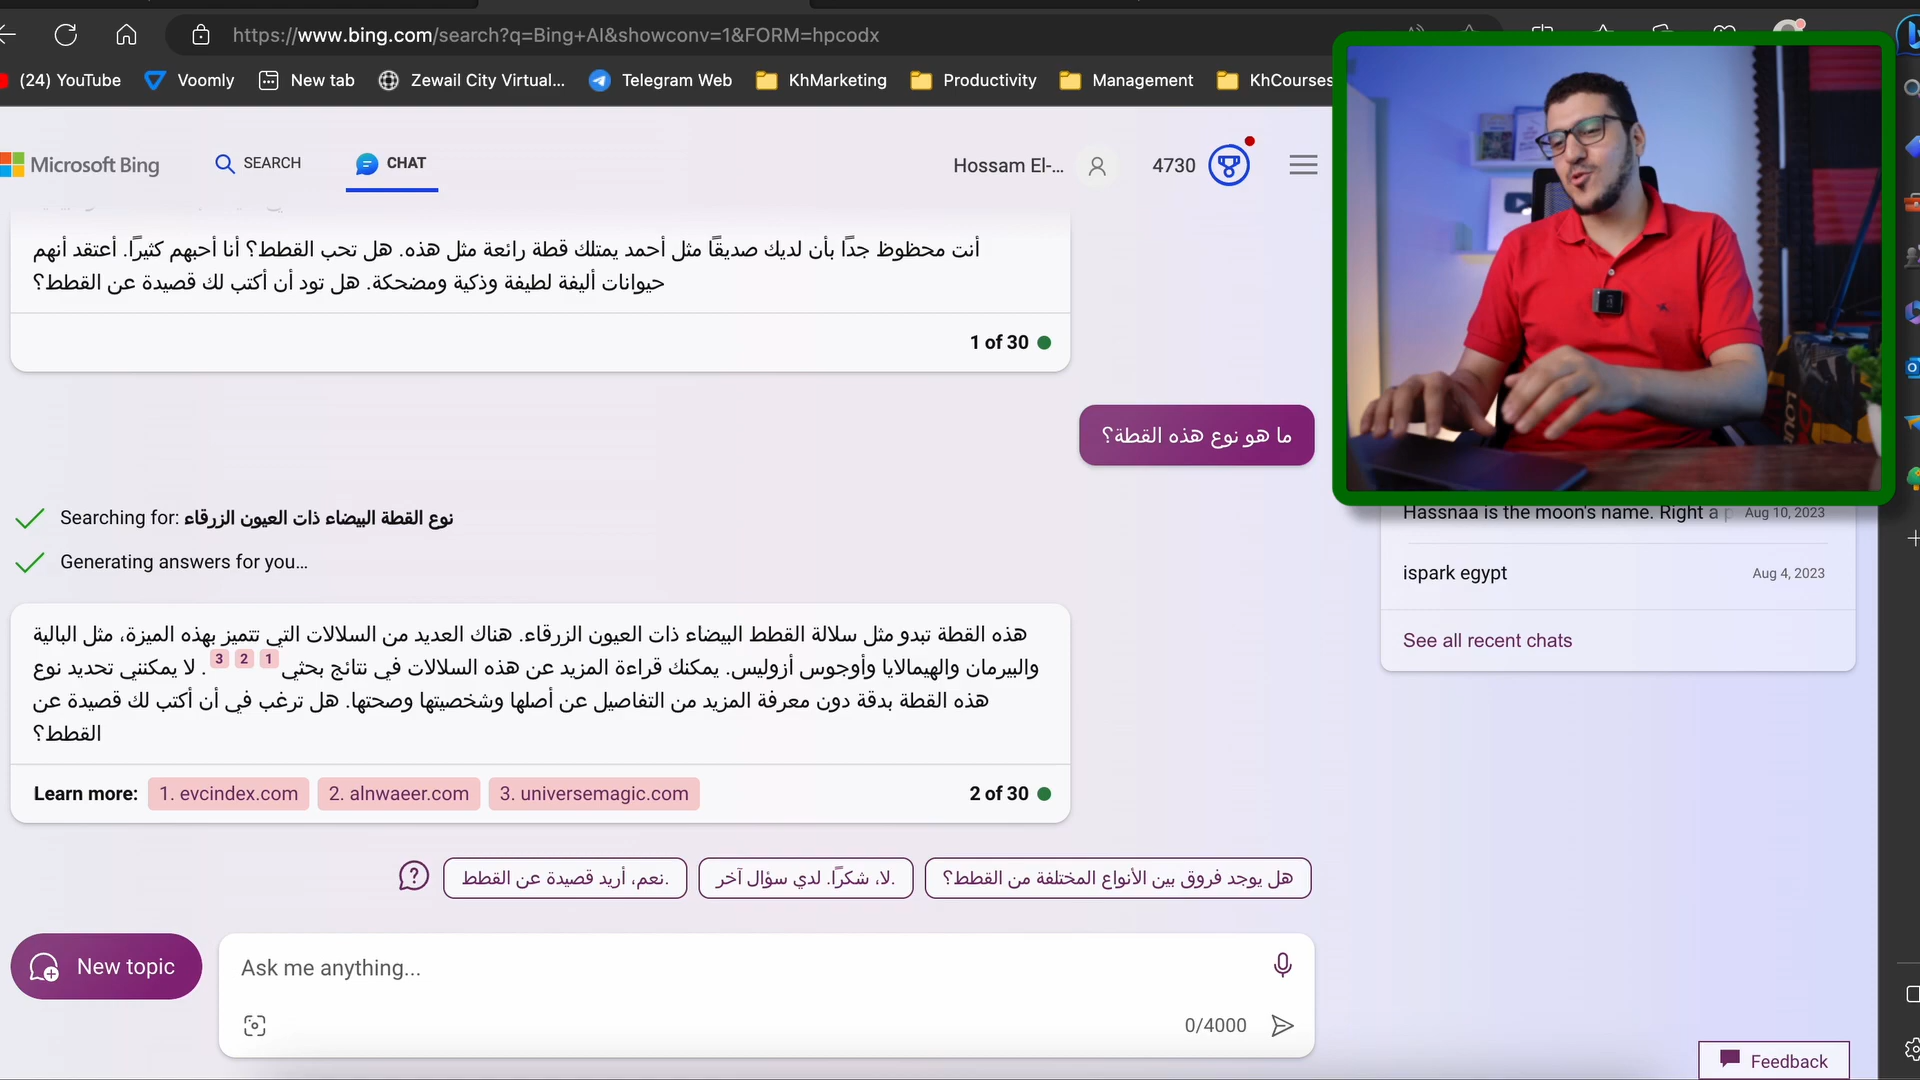 https://www.bing.com/search?q=Bing+AI&showconv=1&FORM=hpcodx
(24) YouTube
Voomly
New tab
Zewail City Virtual...
Telegram Web
KhMarketing
Productivity
Management
KhCourses
Microsoft Bing
SEARCH
CHAT
Hossam El-...
4730
أنت محظوظ جدًا بأن لديك صديقًا مثل أحمد يمتلك قطة رائعة مثل هذه. هل تحب القطط؟ أنا أحبهم كثيرًا. أعتقد أنهم
حيوانات أليفة لطيفة وذكية ومضحكة. هل تود أن أكتب لك قصيدة عن القطط؟
1 of 30
ما هو نوع هذه القطة؟
Searching for: نوع القطة البيضاء ذات العيون الزرقاء
Generating answers for you...
هذه القطة تبدو مثل سلالة القطط البيضاء ذات العيون الزرقاء. هناك العديد من السلالات التي تتميز بهذه الميزة، مثل البالية
والبيرمان والهيمالايا وأوجوس أزوليس. يمكنك قراءة المزيد عن هذه السلالات في نتائج بحثي 1 2 3 . لا يمكنني تحديد نوع
هذه القطة بدقة دون معرفة المزيد من التفاصيل عن أصلها وشخصيتها وصحتها. هل ترغب في أن أكتب لك قصيدة عن
القطط؟
Learn more: 1. evcindex.com 2. alnwaeer.com 3. universemagic.com
2 of 30
نعم، أريد قصيدة عن القطط.
لا، شكرًا. لدي سؤال آخر.
هل يوجد فروق بين الأنواع المختلفة من القطط؟
New topic
Ask me anything...
0/4000
Hassnaa is the moon's name. Right a p Aug 10, 2023
ispark egypt Aug 4, 2023
See all recent chats
Feedback